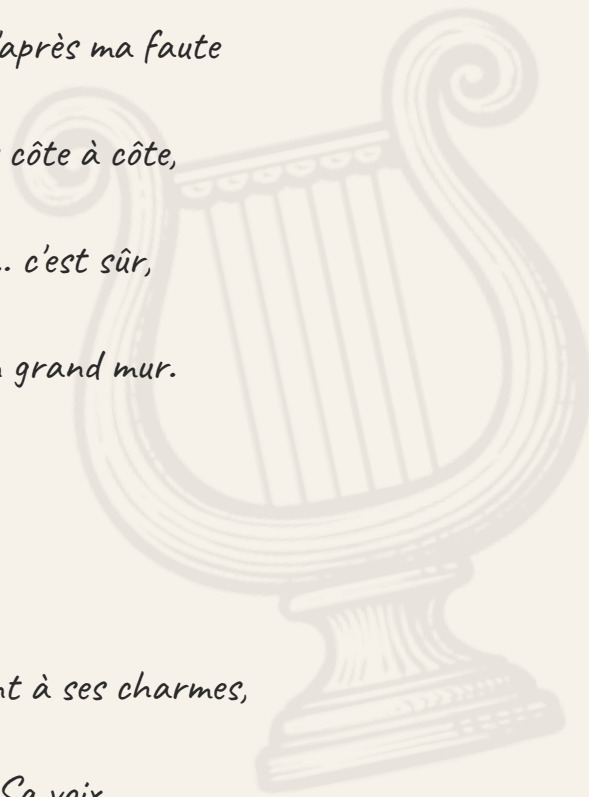 après ma faute
côte à côte,
.. c'est sûr,
grand mur.
à ses charmes,
Sa voix